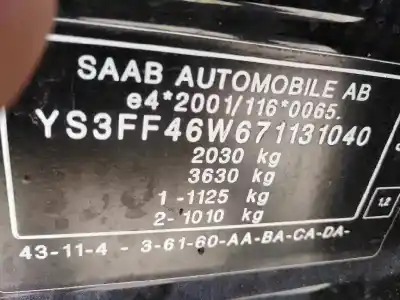 SAAB AUTOMOBILE AB
e4*2001/116*0065.
YS3FF46W671131040
2030 kg
3630 kg
1 -1125 kg
2- 1010 kg
1,2
43-11-4 - 3-61-60-AA-BA-CA-DA-